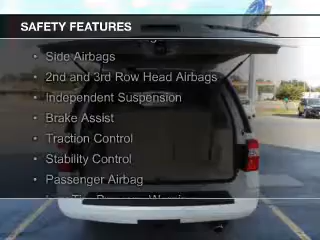 SAFETY FEATURES
• Side Airbags
• 2nd and 3rd Row Head Airbags
• Independent Suspension
• Brake Assist
• Traction Control
• Stability Control
• Passenger Airbag